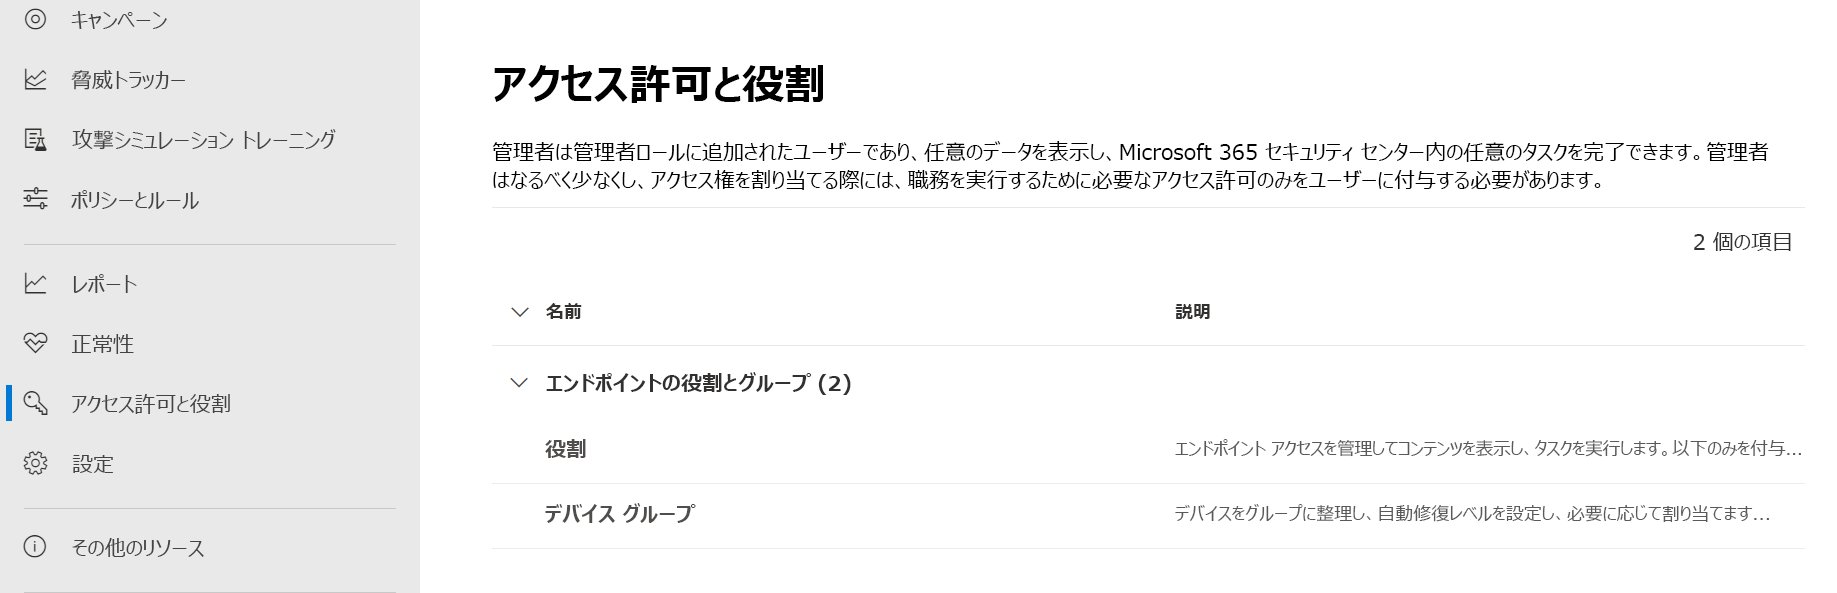 キャンペーン
脅威トラッカー
攻撃シミュレーション トレーニング
ポリシーとルール
レポート
正常性
アクセス許可と役割
設定
その他のリソース
アクセス許可と役割
管理者は管理者ロールに追加されたユーザーであり、任意のデータを表示し、Microsoft 365 セキュリティ センター内の任意のタスクを完了できます。管理者
はなるべく少なくし、アクセス権を割り当てる際には、職務を実行するために必要なアクセス許可のみをユーザーに付与する必要があります。
2 個の項目
名前 説明
エンドポイントの役割とグループ (2)
役割 エンドポイント アクセスを管理してコンテンツを表示し、タスクを実行します。以下のみを付与...
デバイス グループ デバイスをグループに整理し、自動修復レベルを設定し、必要に応じて割り当てます...